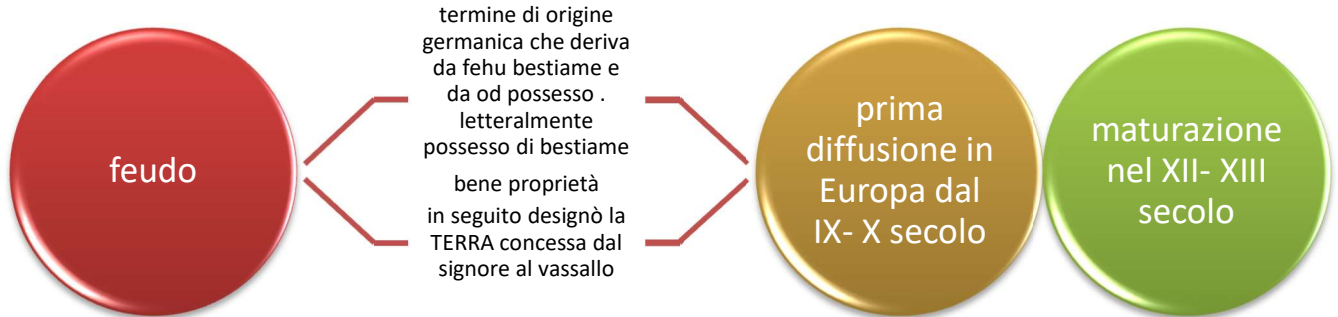 feudo
termine di origine
germanica che deriva
da fehu bestiame e
da od possesso .
letteralmente
possesso di bestiame
bene proprietà
in seguito designò la
TERRA concessa dal
signore al vassallo
prima
diffusione in
Europa dal
IX- X secolo
maturazione
nel XII- XIII
secolo